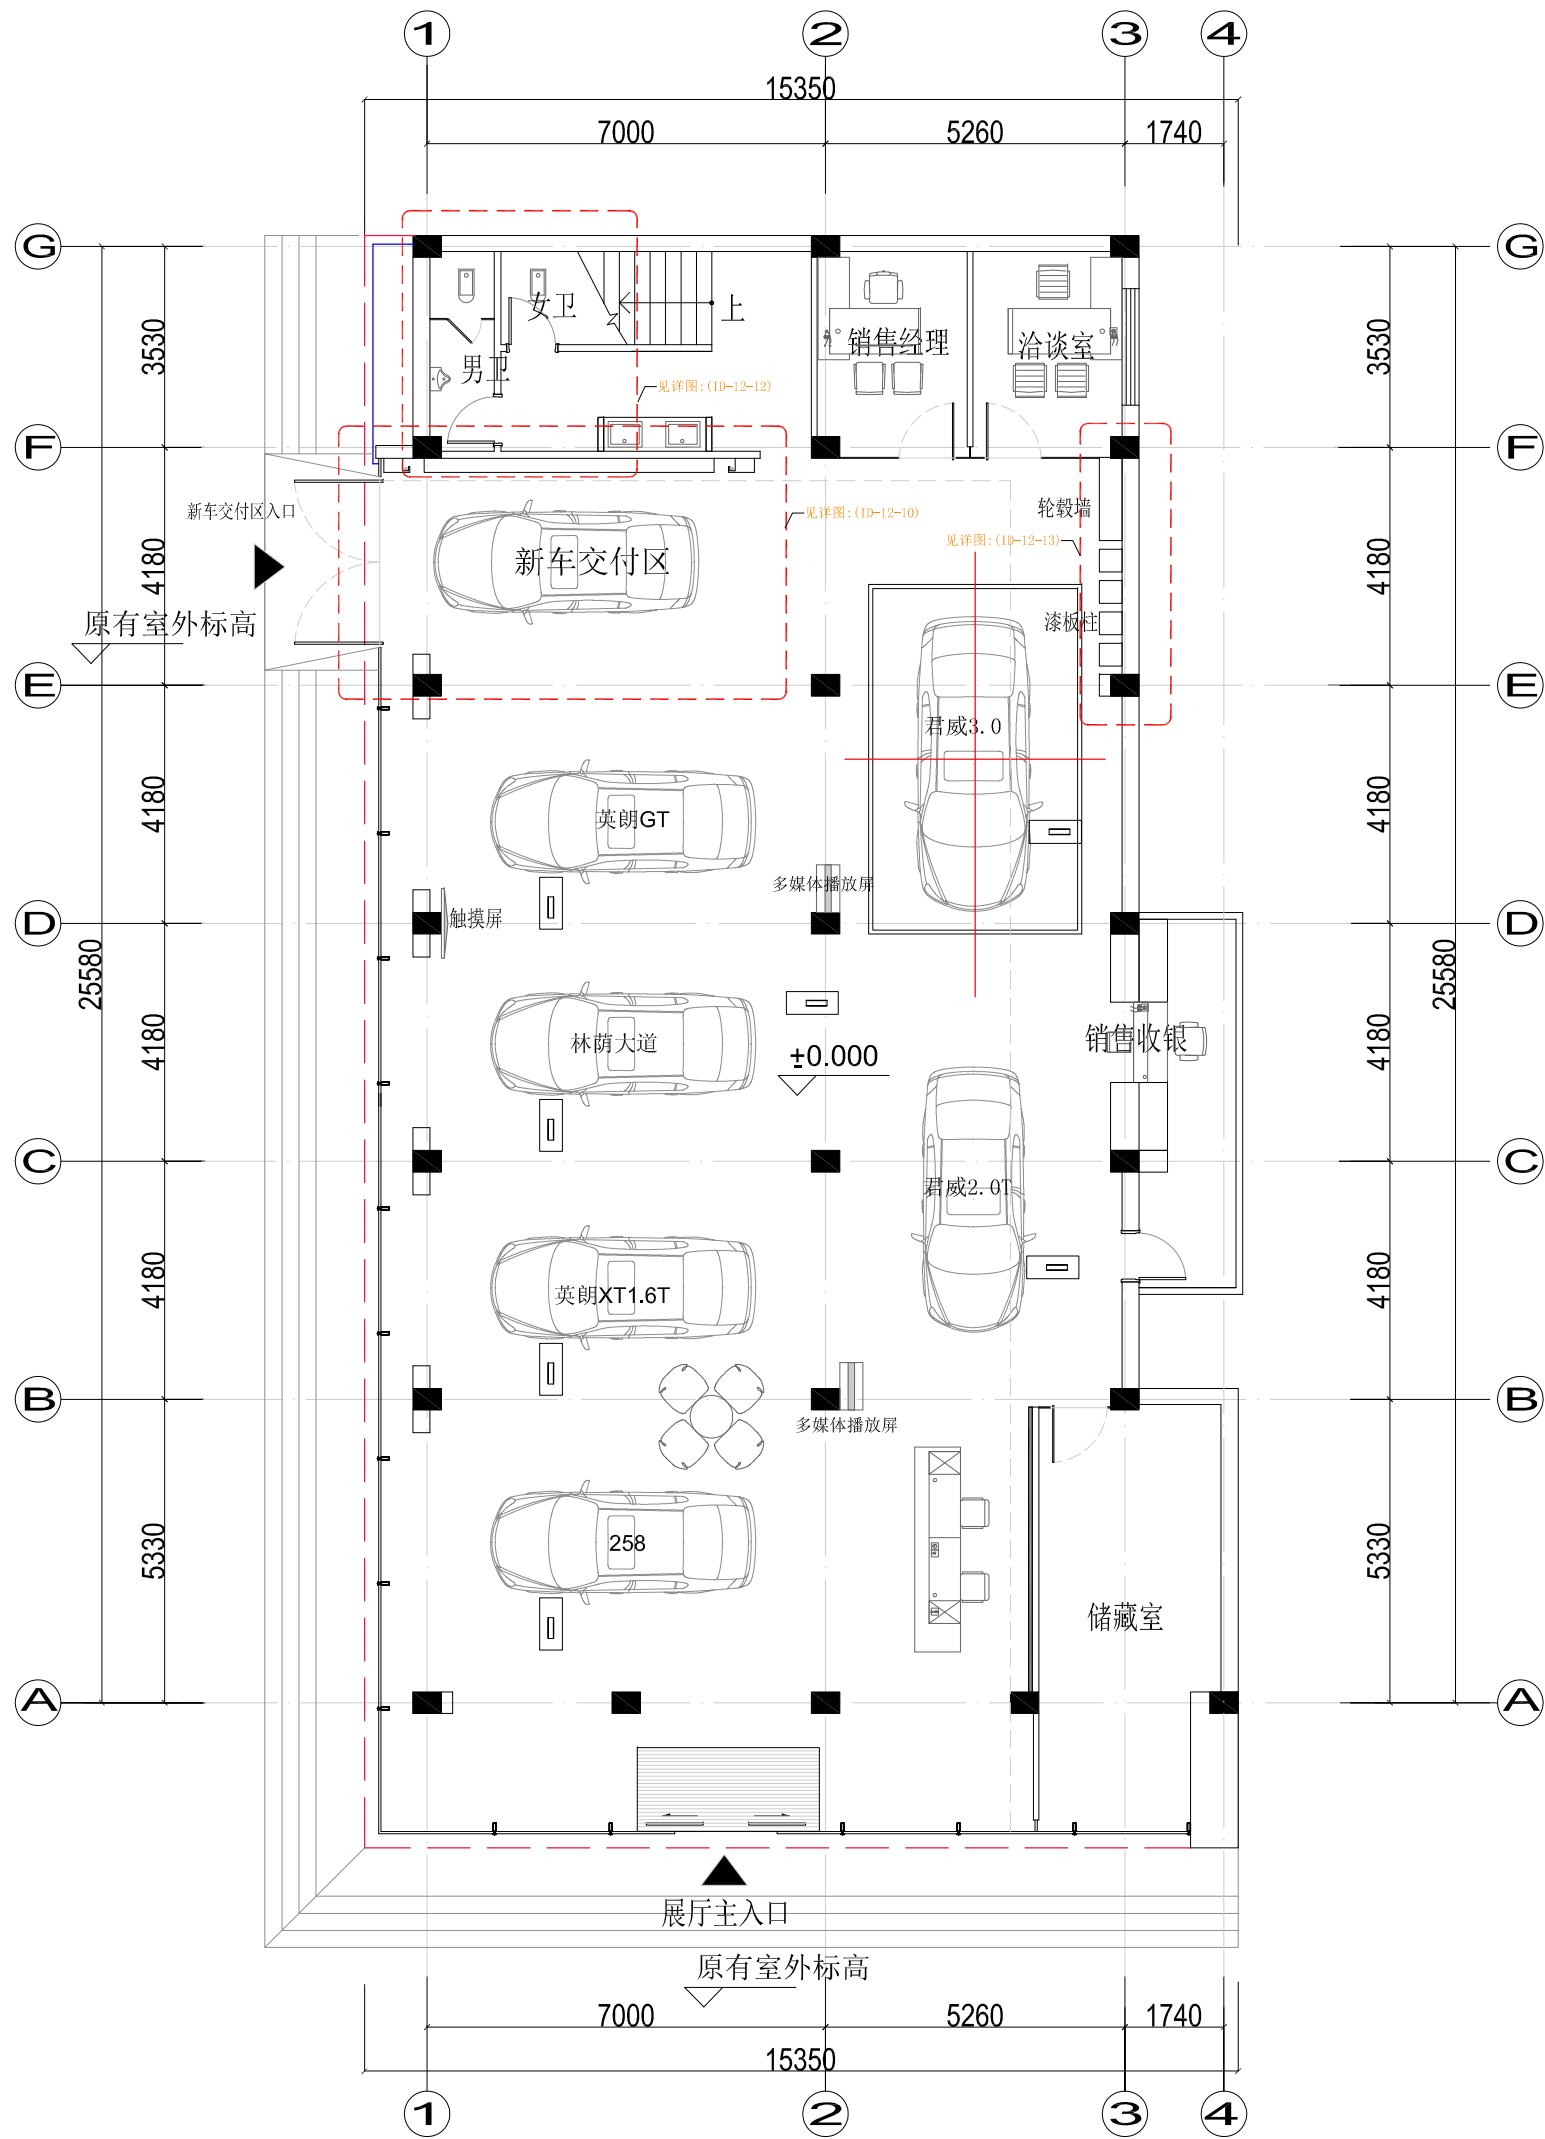 1 2 3 4
15350
7000 5260 1740
G G
女卫 上
销售经理 洽谈室
3530 3530
男卫
见详图:(ID-12-12)
F F
新车交付区入口
见详图:(ID-12-10)
轮毂墙
见详图:(ID-12-13)
新车交付区
4180 4180
原有室外标高
漆板柱
E E
君威3.0
4180 4180
英朗GT
多媒体播放屏
触摸屏
D D
25580 25580
林荫大道
销售收银
±0.000
4180 4180
C C
君威2.0T
4180 4180
英朗XT1.6T
B B
多媒体播放屏
258
5330 5330
储藏室
A A
展厅主入口
原有室外标高
7000 5260 1740
15350
1 2 3 4